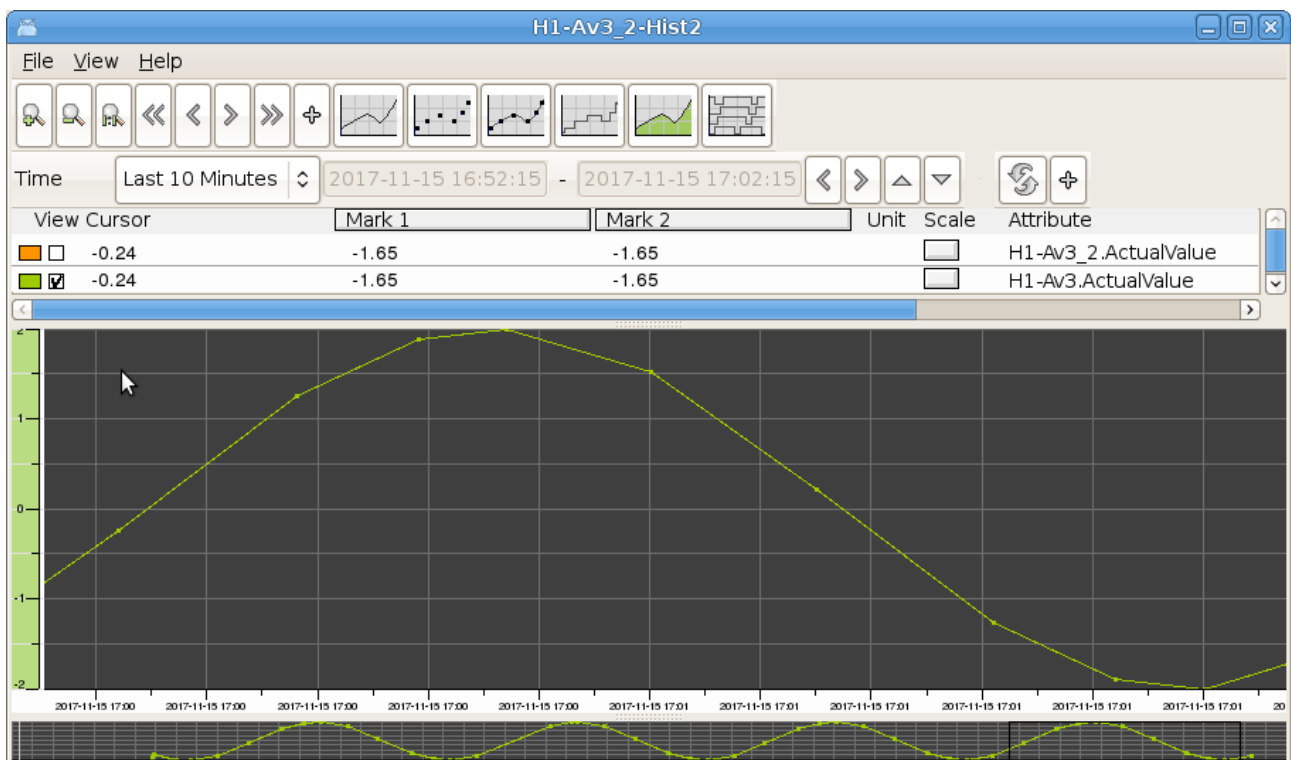 H1-Av3_2-Hist2
File View Help
Time Last 10 Minutes 2017-11-15 16:52:15 - 2017-11-15 17:02:15
View Cursor Mark 1 Mark 2 Unit Scale Attribute
-0.24 -1.65 -1.65 H1-Av3_2.ActualValue
-0.24 -1.65 -1.65 H1-Av3.ActualValue
2
1
0
-1
-2
2017-11-15 17:00 2017-11-15 17:00 2017-11-15 17:00 2017-11-15 17:00 2017-11-15 17:00 2017-11-15 17:01 2017-11-15 17:01 2017-11-15 17:01 2017-11-15 17:01 2017-11-15 17:01 2017-11-15 17:01 20